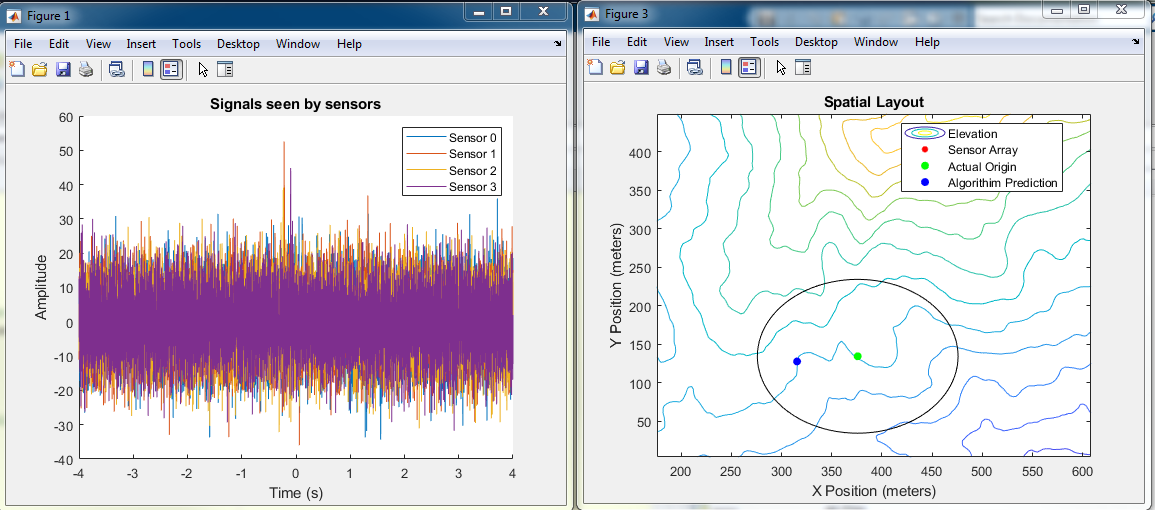 Figure 1
File Edit View Insert Tools Desktop Window Help
Signals seen by sensors
60
50
40
30
20
10
0
-10
-20
-30
-40
Amplitude
Sensor 0
Sensor 1
Sensor 2
Sensor 3
-4 -3 -2 -1 0 1 2 3 4
Time (s)
Figure 3
File Edit View Insert Tools Desktop Window Help
Spatial Layout
400
350
300
250
200
150
100
50
Y Position (meters)
Elevation
Sensor Array
Actual Origin
Algorithim Prediction
200 250 300 350 400 450 500 550 600
X Position (meters)